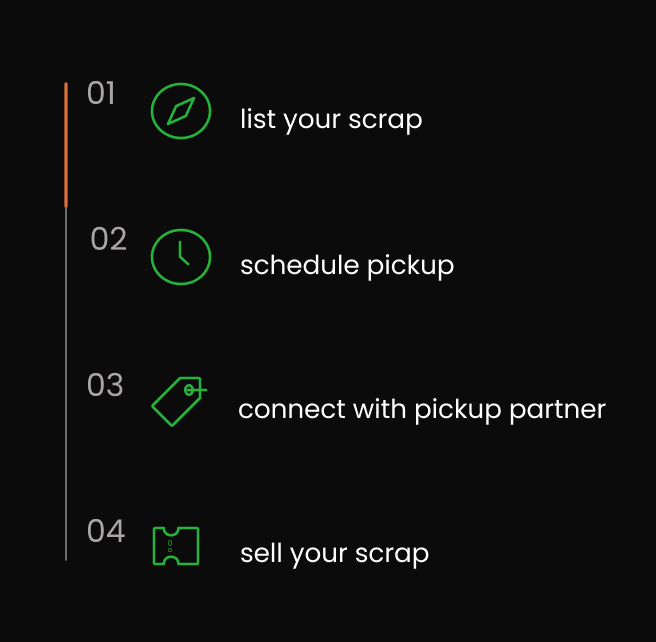 01
list your scrap
02
schedule pickup
03
connect with pickup partner
04
sell your scrap